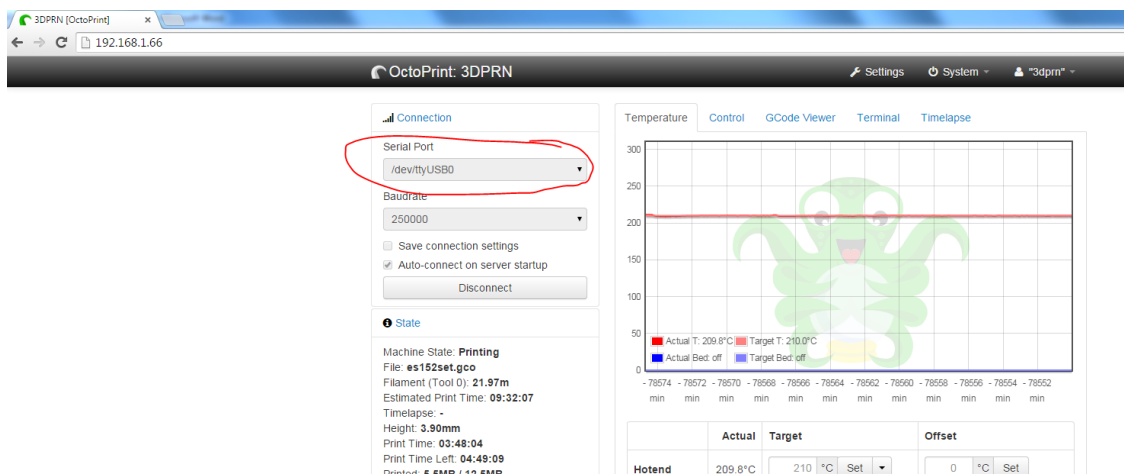 3DPRN [OctoPrint]
192.168.1.66
OctoPrint: 3DPRN
Settings
System
"3dprn"
Connection
Serial Port
/dev/ttyUSB0
Baudrate
250000
Save connection settings
Auto-connect on server startup
Disconnect
State
Machine State: Printing
File: es152set.gco
Filament (Tool 0): 21.97m
Estimated Print Time: 09:32:07
Timelapse: -
Height: 3.90mm
Print Time: 03:48:04
Print Time Left: 04:49:09
Printed: 5.5MB / 12.5MB
Temperature Control GCode Viewer Terminal Timelapse
300
250
200
150
100
50
0
Actual T: 209.8°C Target T: 210.0°C
Actual Bed: off Target Bed: off
- 78574 - 78572 - 78570 - 78568 - 78566 - 78564 - 78562 - 78560 - 78558 - 78556 - 78554 - 78552
min min min min min min min min min min min min
Actual Target Offset
Hotend 209.8°C 210 °C Set 0 °C Set